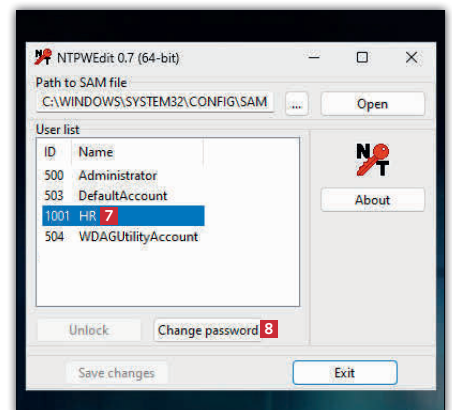 NTPWEdit 0.7 (64-bit)
Path to SAM file
C:\WINDOWS\SYSTEM32\CONFIG\SAM ... Open
User list
ID Name
500 Administrator
503 DefaultAccount
1001 HR 7
504 WDAGUtilityAccount
NT
About
Unlock Change password 8
Save changes Exit